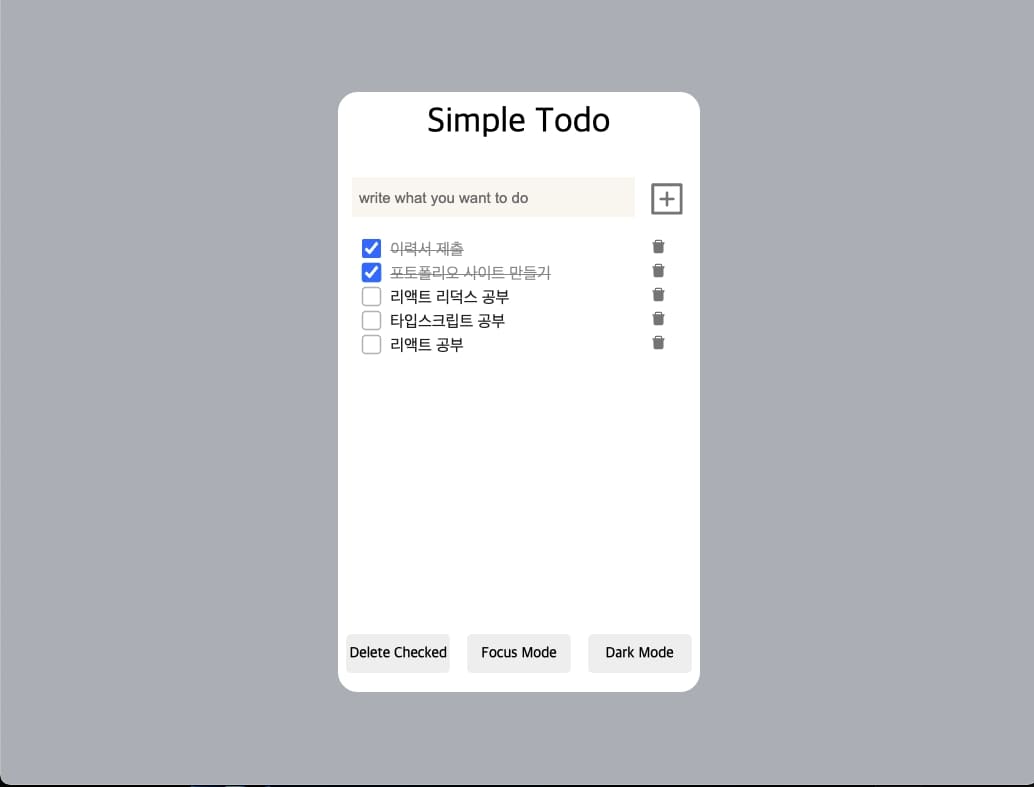 Simple Todo
write what you want to do
이력서 제출
포토폴리오 사이트 만들기
리액트 리덕스 공부
타입스크립트 공부
리액트 공부
Delete Checked Focus Mode Dark Mode